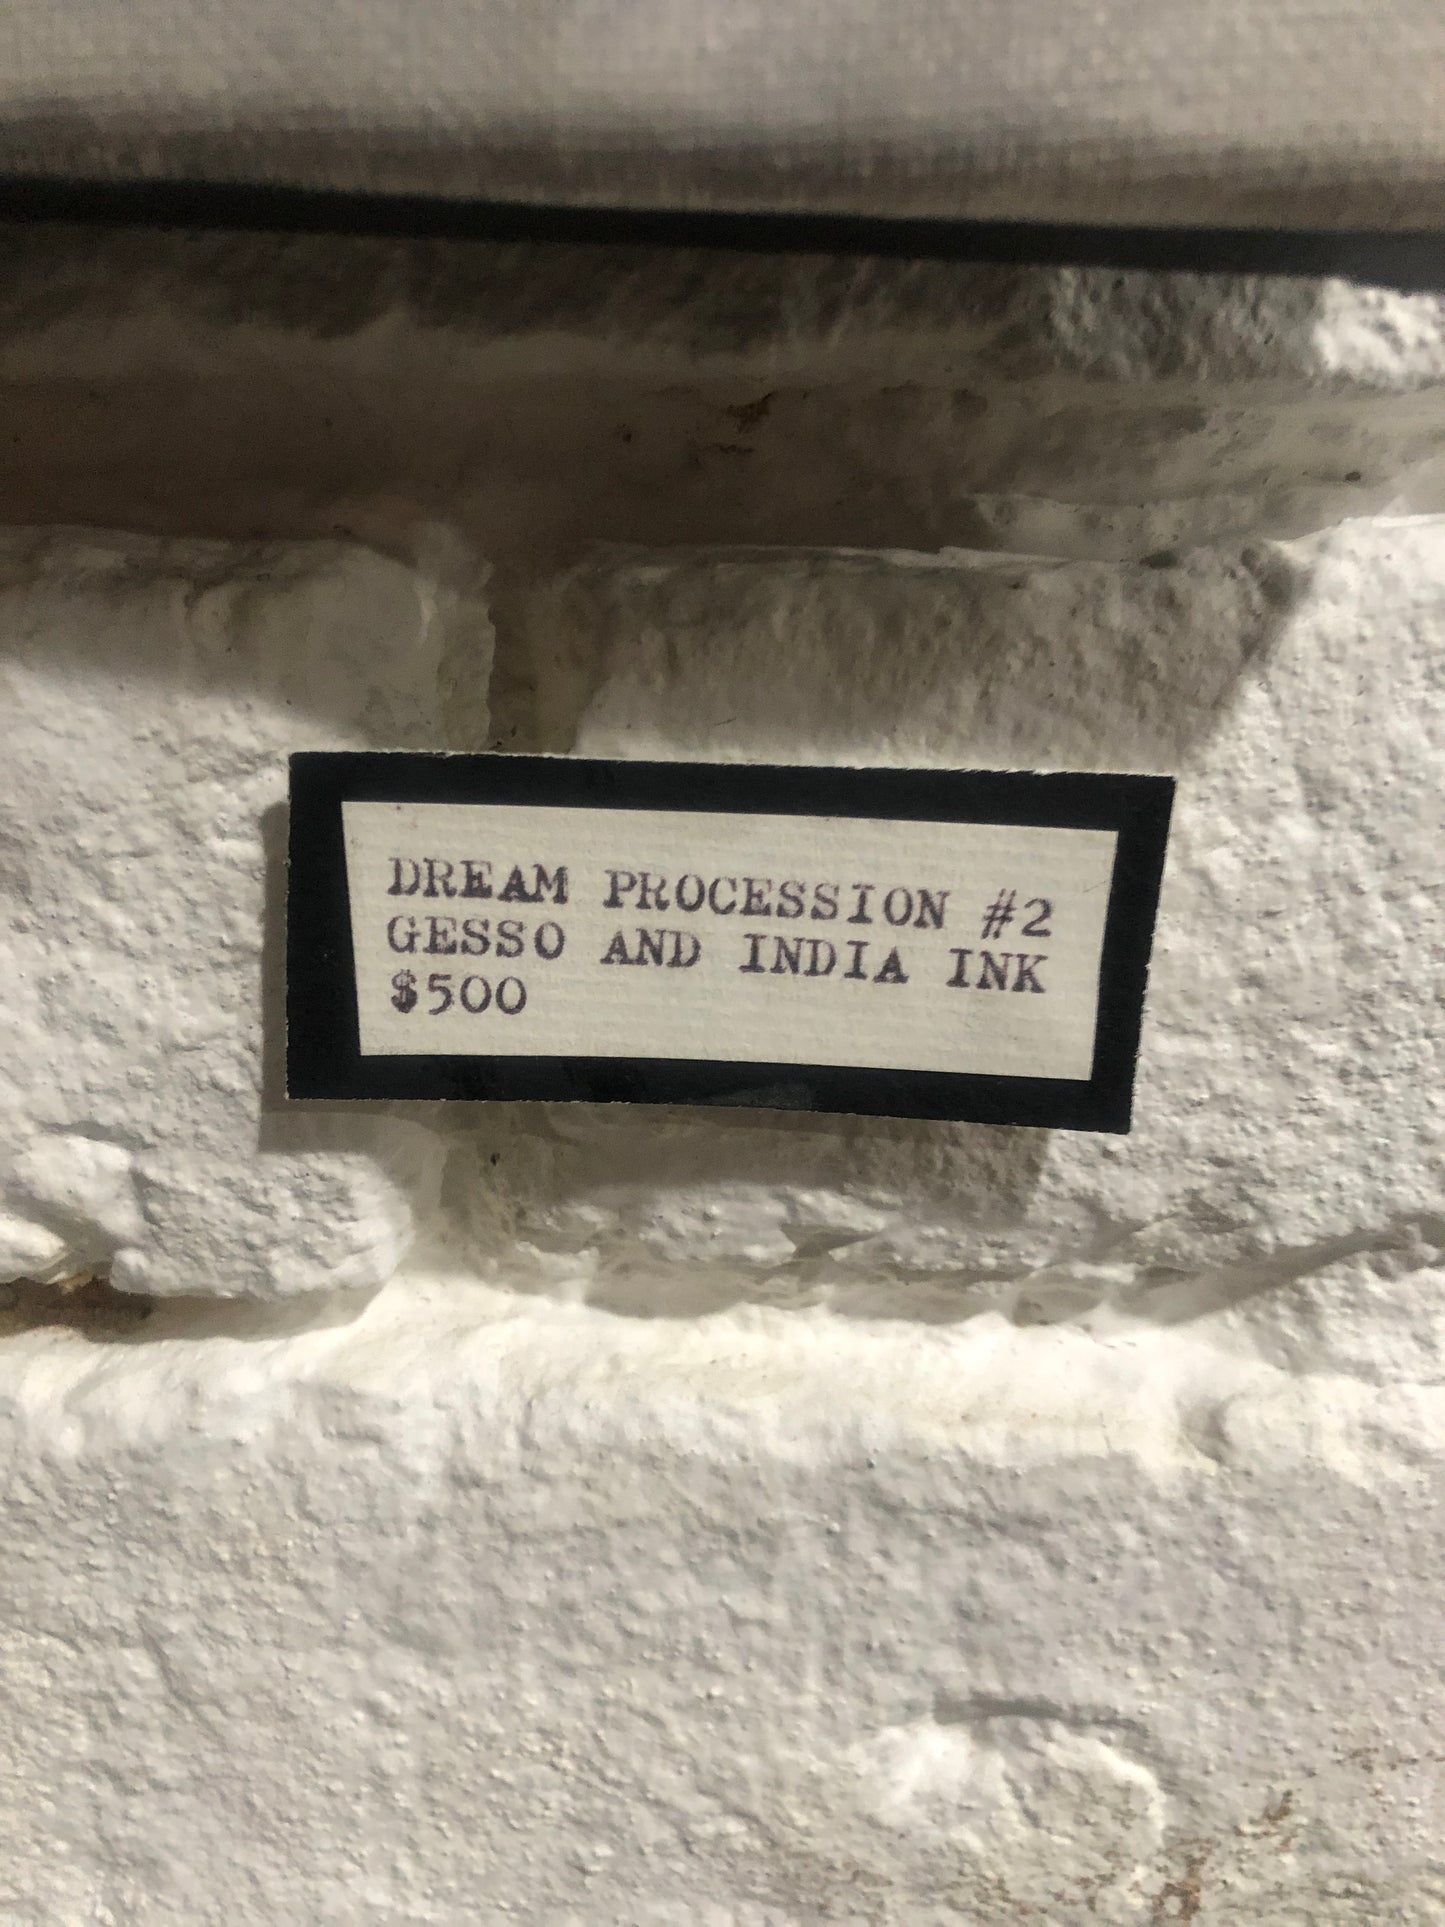 DREAM PROCESSION #2
GESSO AND INDIA INK
$500